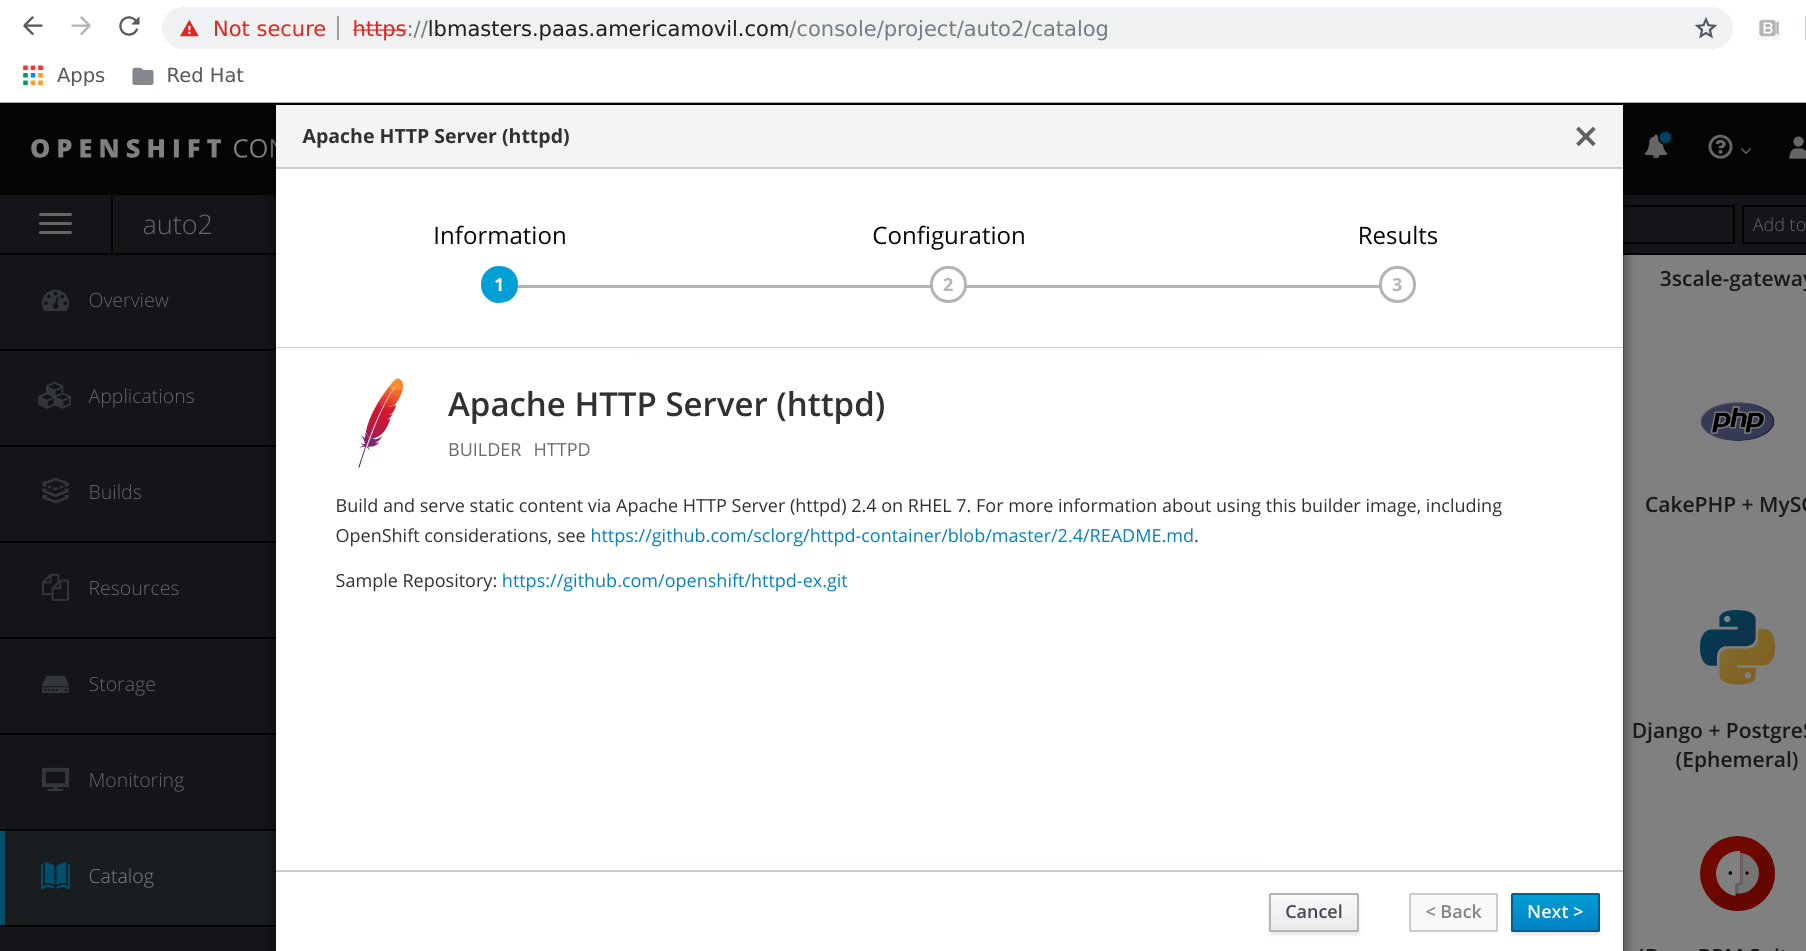 Not secure | https://lbmasters.paas.americamovil.com/console/project/auto2/catalog
Apps Red Hat
OPENSHIFT CON
Apache HTTP Server (httpd)
auto2
Add to
Information Configuration Results
1 2 3
Overview
Applications
Builds
Resources
Storage
Monitoring
Catalog
Apache HTTP Server (httpd)
BUILDER HTTPD
Build and serve static content via Apache HTTP Server (httpd) 2.4 on RHEL 7. For more information about using this builder image, including
OpenShift considerations, see https://github.com/sclorg/httpd-container/blob/master/2.4/README.md.
Sample Repository: https://github.com/openshift/httpd-ex.git
Cancel < Back Next >
3scale-gateway
php
CakePHP + MySQ
Django + PostgreS
(Ephemeral)